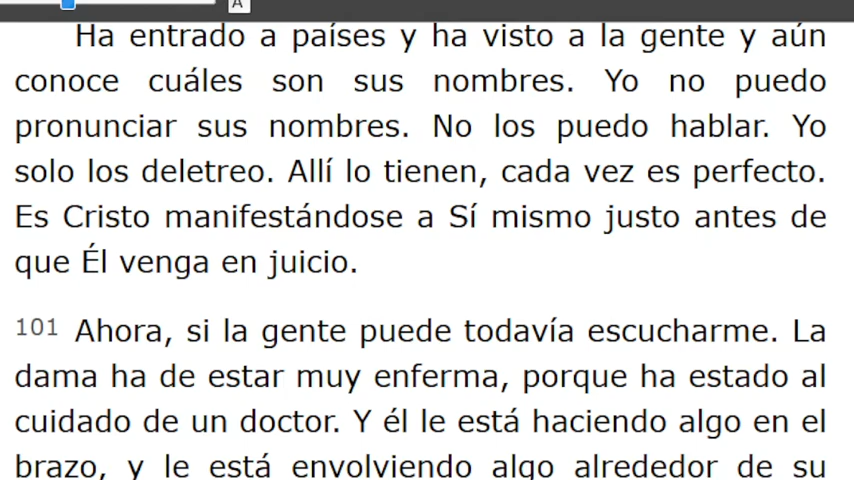 A
Ha entrado a países y ha visto a la gente y aún
conoce cuáles son sus nombres. Yo no puedo
pronunciar sus nombres. No los puedo hablar. Yo
solo los deletreo. Allí lo tienen, cada vez es perfecto.
Es Cristo manifestándose a Sí mismo justo antes de
que Él venga en juicio.
101 Ahora, si la gente puede todavía escucharme. La
dama ha de estar muy enferma, porque ha estado al
cuidado de un doctor. Y él le está haciendo algo en el
brazo, y le está envolviendo algo alrededor de su